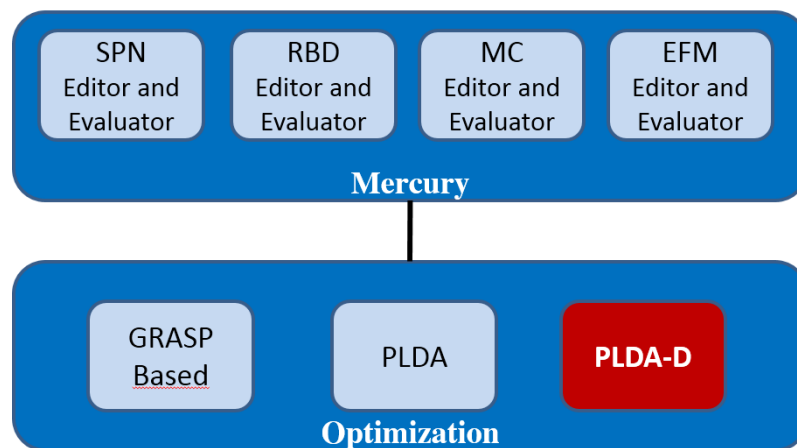 SPN
Editor and
Evaluator
RBD
Editor and
Evaluator
MC
Editor and
Evaluator
EFM
Editor and
Evaluator
Mercury
GRASP
Based
PLDA
PLDA-D
Optimization